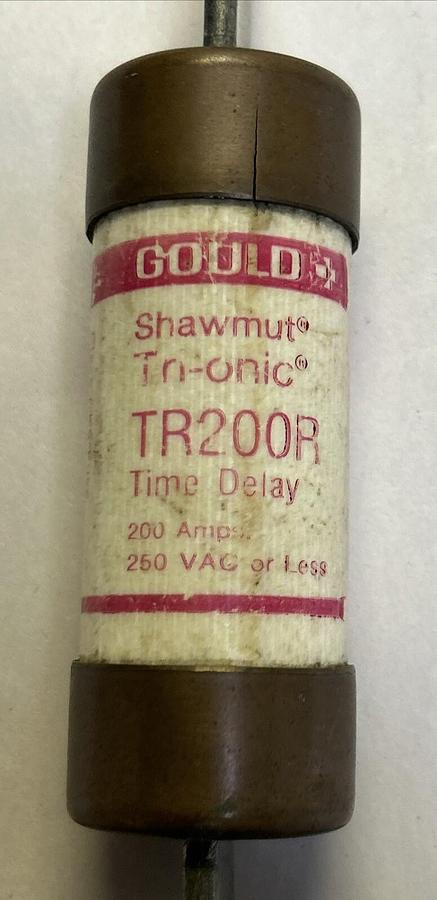 GOULD
Shawmut®
Tri-onic®
TR200R
Time Delay
200 Amps.
250 VAC or Less